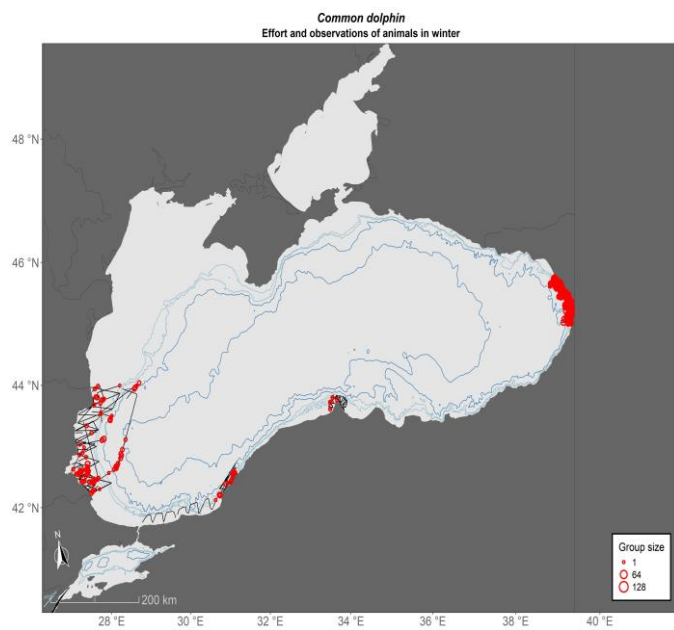 Common dolphin
Effort and observations of animals in winter
48 °N
46 °N
44 °N
42 °N
N
200 km
Group size
1
64
128
28 °E
30 °E
32 °E
34 °E
36 °E
38 °E
40 °E